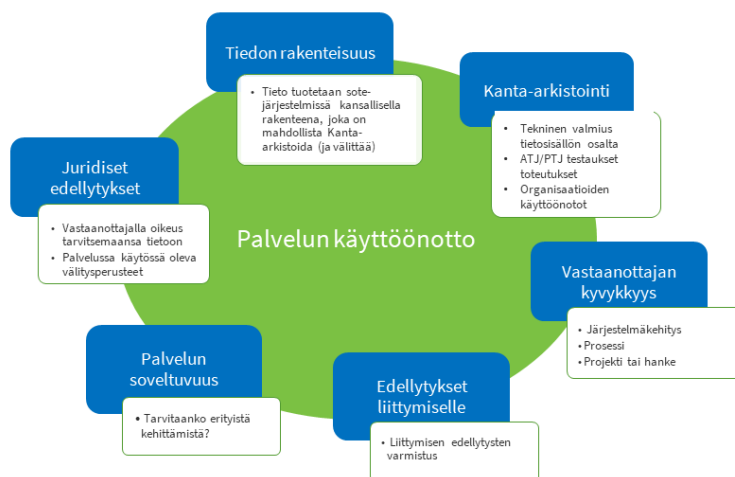 Tiedon rakenteisuus
• Tieto tuotetaan sote-
järjestelmissä kansallisella
rakenteena, joka on
mahdollista Kanta-
arkistoida (ja välittää)
Kanta-arkistointi
• Tekninen valmius
tietosisällön osalta
• ATJ/PTJ testaukset
toteutukset
• Organisaatioiden
käyttöönotot
Juridiset
edellytykset
• Vastaanottajalla oikeus
tarvitsemaansa tietoon
• Palvelussa käytössä oleva
välitysperusteet
Palvelun käyttöönotto
Vastaanottajan
kyvykkyys
• Järjestelmäkehitys
• Prosessi
• Projekti tai hanke
Palvelun
soveltuvuus
• Tarvitaanko erityistä
kehittämistä?
Edellytykset
liittymiselle
• Liittymisen edellytysten
varmistus